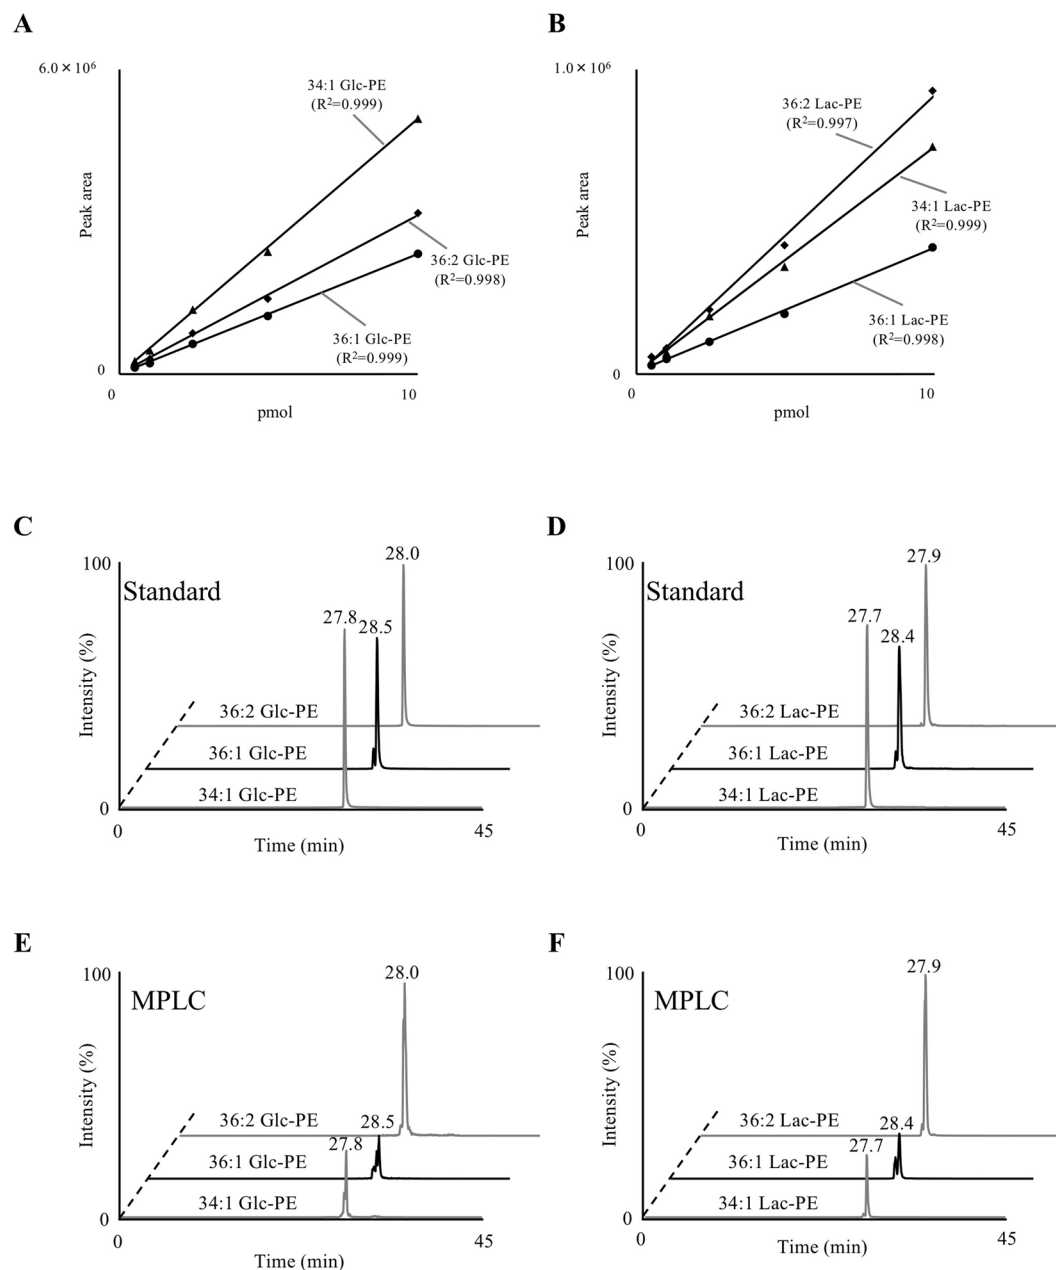 A
6.0×10⁶
34:1 Glc-PE
(R²=0.999)
Peak area
36:2 Glc-PE
(R²=0.998)
36:1 Glc-PE
(R²=0.999)
0
0
10
pmol
B
1.0×10⁶
36:2 Lac-PE
(R²=0.997)
Peak area
34:1 Lac-PE
(R²=0.999)
36:1 Lac-PE
(R²=0.998)
0
0
10
pmol
C
100
28.0
Standard
27.8
28.5
Intensity (%)
36:2 Glc-PE
36:1 Glc-PE
34:1 Glc-PE
0
0
45
Time (min)
D
100
27.9
Standard
27.7
28.4
Intensity (%)
36:2 Lac-PE
36:1 Lac-PE
34:1 Lac-PE
0
0
45
Time (min)
E
100
28.0
MPLC
Intensity (%)
36:2 Glc-PE
28.5
27.8
36:1 Glc-PE
34:1 Glc-PE
0
0
45
Time (min)
F
100
27.9
MPLC
Intensity (%)
36:2 Lac-PE
28.4
27.7
36:1 Lac-PE
34:1 Lac-PE
0
0
45
Time (min)